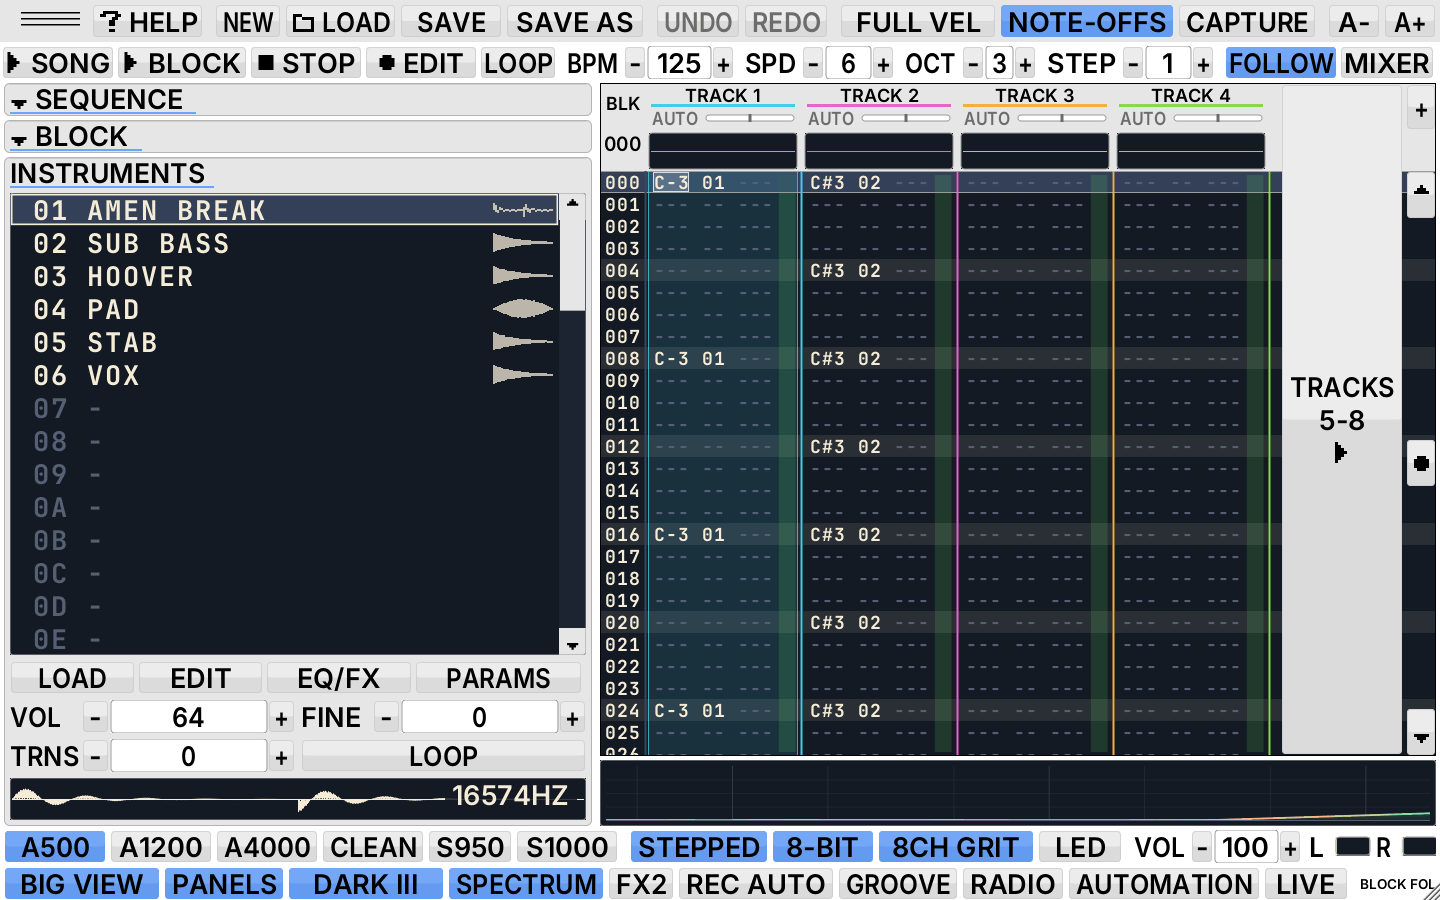 HELP NEW LOAD SAVE SAVE AS UNDO REDO FULL VEL NOTE-OFFS CAPTURE A- A+
SONG BLOCK STOP EDIT LOOP BPM - 125 + SPD - 6 + OCT - 3 + STEP - 1 + FOLLOW MIXER
SEQUENCE
BLOCK
INSTRUMENTS
01 AMEN BREAK
02 SUB BASS
03 HOOVER
04 PAD
05 STAB
06 VOX
07 -
08 -
09 -
0A -
0B -
0C -
0D -
0E -
LOAD EDIT EQ/FX PARAMS
VOL - 64 + FINE - 0 +
TRNS - 0 + LOOP
16574HZ
BLK TRACK 1 TRACK 2 TRACK 3 TRACK 4 +
AUTO AUTO AUTO AUTO
000
000 C-3 01 --- C#3 02 --- --- -- --- --- -- ---
001 --- -- --- --- -- --- --- -- --- --- -- ---
002 --- -- --- --- -- --- --- -- --- --- -- ---
003 --- -- --- --- -- --- --- -- --- --- -- ---
004 --- -- --- C#3 02 --- --- -- --- --- -- ---
005 --- -- --- --- -- --- --- -- --- --- -- ---
006 --- -- --- --- -- --- --- -- --- --- -- ---
007 --- -- --- --- -- --- --- -- --- --- -- ---
008 C-3 01 --- C#3 02 --- --- -- --- --- -- ---
009 --- -- --- --- -- --- --- -- --- --- -- ---
010 --- -- --- --- -- --- --- -- --- --- -- ---
011 --- -- --- --- -- --- --- -- --- --- -- ---
012 --- -- --- C#3 02 --- --- -- --- --- -- ---
013 --- -- --- --- -- --- --- -- --- --- -- ---
014 --- -- --- --- -- --- --- -- --- --- -- ---
015 --- -- --- --- -- --- --- -- --- --- -- ---
016 C-3 01 --- C#3 02 --- --- -- --- --- -- ---
017 --- -- --- --- -- --- --- -- --- --- -- ---
018 --- -- --- --- -- --- --- -- --- --- -- ---
019 --- -- --- --- -- --- --- -- --- --- -- ---
020 --- -- --- C#3 02 --- --- -- --- --- -- ---
021 --- -- --- --- -- --- --- -- --- --- -- ---
022 --- -- --- --- -- --- --- -- --- --- -- ---
023 --- -- --- --- -- --- --- -- --- --- -- ---
024 C-3 01 --- C#3 02 --- --- -- --- --- -- ---
025 --- -- --- --- -- --- --- -- --- --- -- ---
026
TRACKS
5-8
A500 A1200 A4000 CLEAN S950 S1000 STEPPED 8-BIT 8CH GRIT LED VOL - 100 + L R
BIG VIEW PANELS DARK III SPECTRUM FX2 REC AUTO GROOVE RADIO AUTOMATION LIVE BLOCK FOL